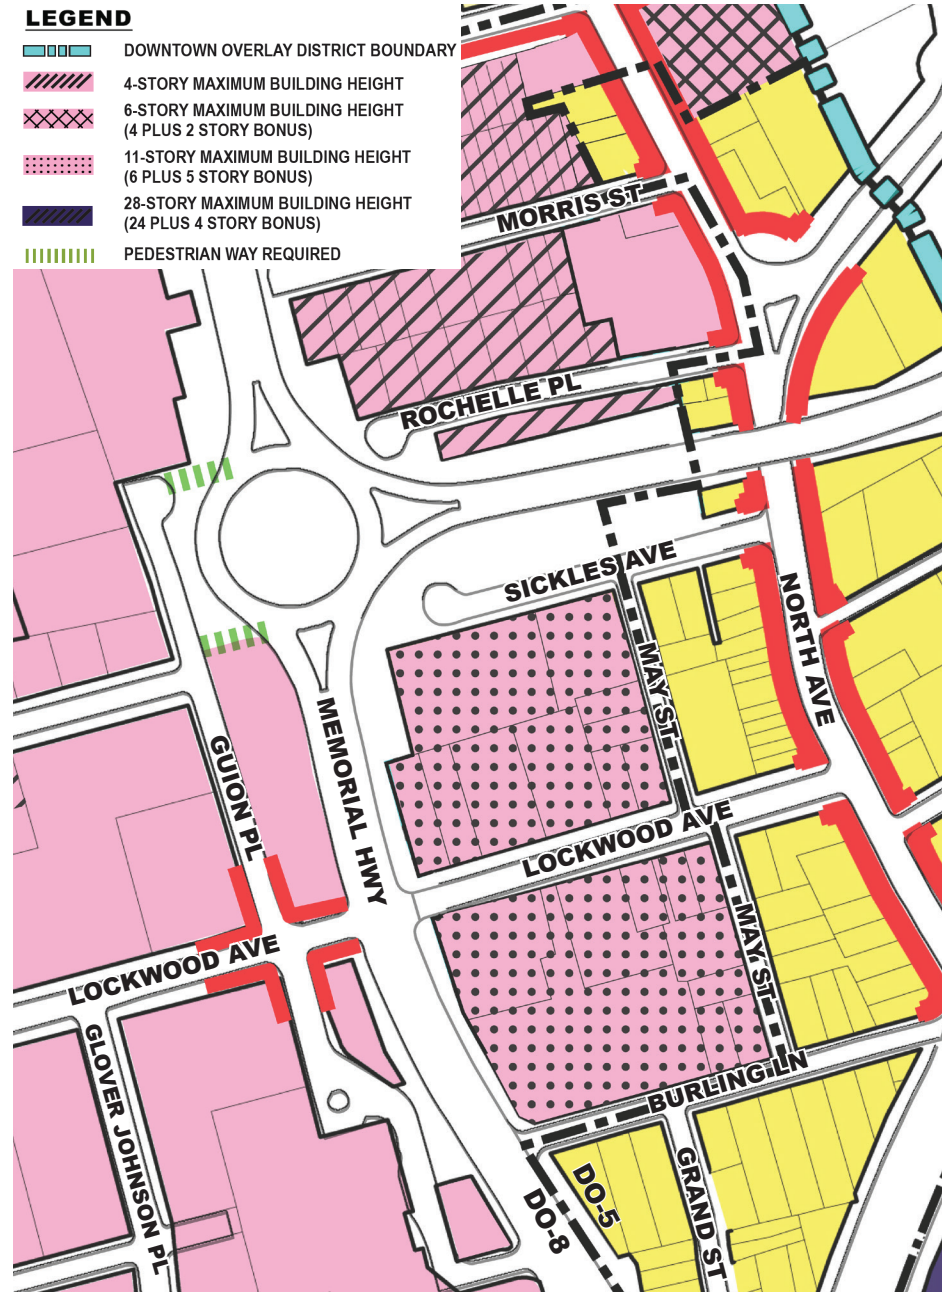 LEGEND
DOWNTOWN OVERLAY DISTRICT BOUNDARY
4-STORY MAXIMUM BUILDING HEIGHT
6-STORY MAXIMUM BUILDING HEIGHT
(4 PLUS 2 STORY BONUS)
11-STORY MAXIMUM BUILDING HEIGHT
(6 PLUS 5 STORY BONUS)
28-STORY MAXIMUM BUILDING HEIGHT
(24 PLUS 4 STORY BONUS)
PEDESTRIAN WAY REQUIRED
MORRIS ST
ROCHELLE PL
SICKLES AVE
NORTH AVE
MAY ST
MEMORIAL HWY
GUION PL
LOCKWOOD AVE
LOCKWOOD AVE
MAY ST
GLOVER JOHNSON PL
BURLING LN
GRAND ST
DO-5
DO-8